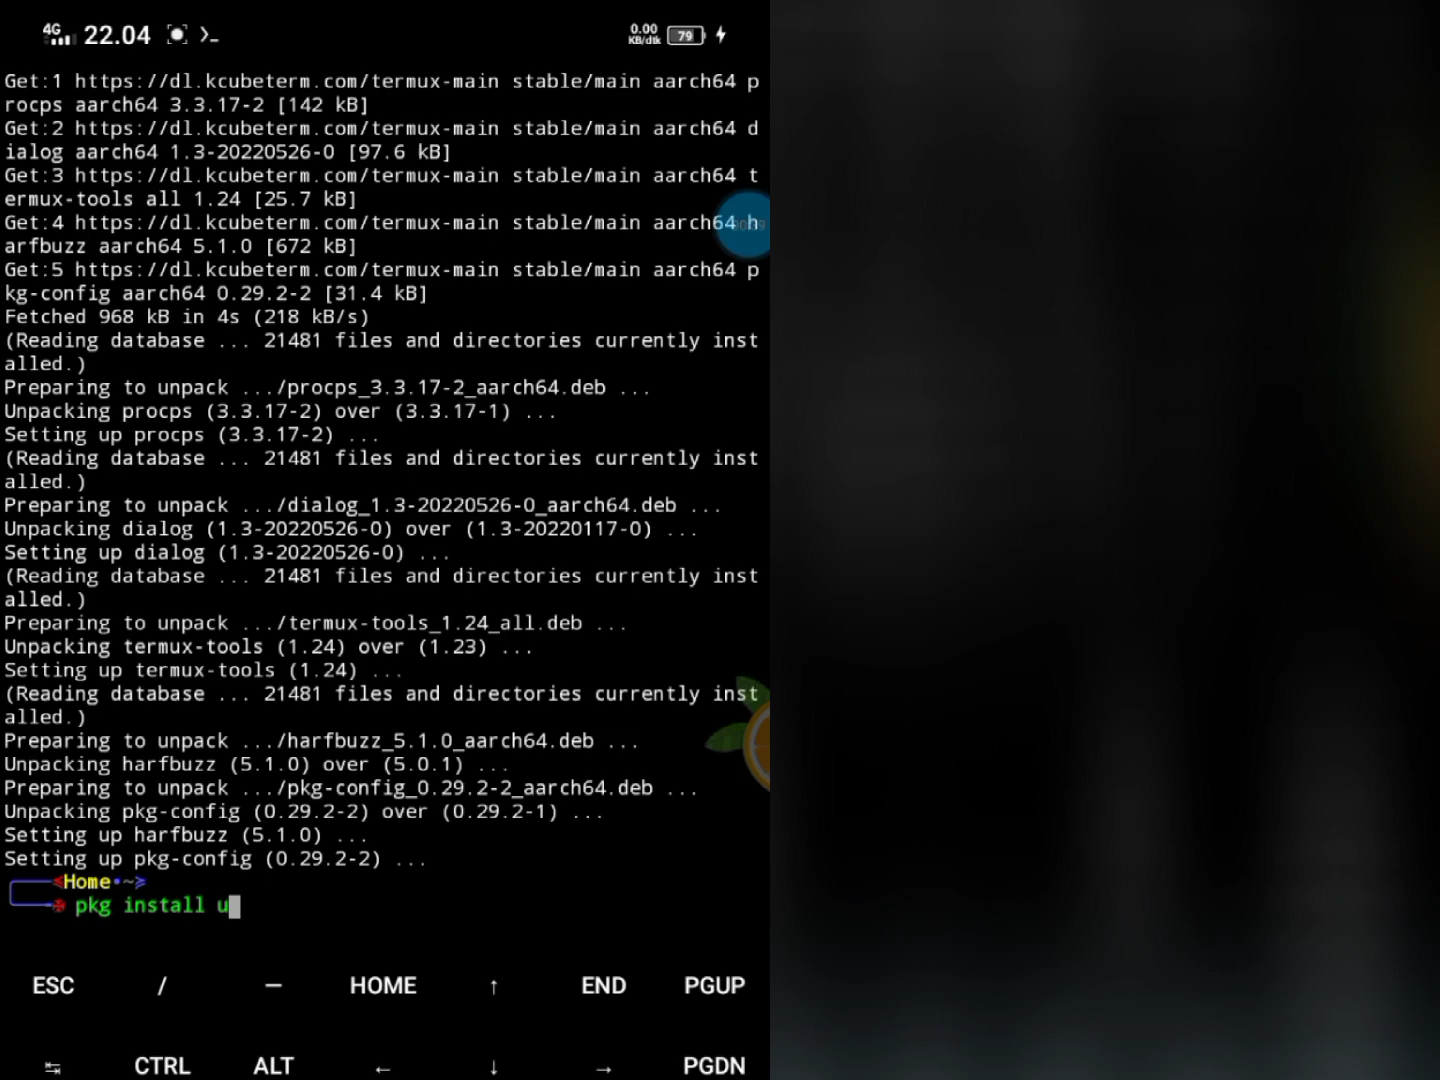 4G 22.04 0.00 KB/dtk 79
Get:1 https://dl.kcubeterm.com/termux-main stable/main aarch64 p
rocps aarch64 3.3.17-2 [142 kB]
Get:2 https://dl.kcubeterm.com/termux-main stable/main aarch64 d
ialog aarch64 1.3-20220526-0 [97.6 kB]
Get:3 https://dl.kcubeterm.com/termux-main stable/main aarch64 t
ermux-tools all 1.24 [25.7 kB]
Get:4 https://dl.kcubeterm.com/termux-main stable/main aarch64 h
arfbuzz aarch64 5.1.0 [672 kB]
Get:5 https://dl.kcubeterm.com/termux-main stable/main aarch64 p
kg-config aarch64 0.29.2-2 [31.4 kB]
Fetched 968 kB in 4s (218 kB/s)
(Reading database ... 21481 files and directories currently inst
alled.)
Preparing to unpack .../procps_3.3.17-2_aarch64.deb ...
Unpacking procps (3.3.17-2) over (3.3.17-1) ...
Setting up procps (3.3.17-2) ...
(Reading database ... 21481 files and directories currently inst
alled.)
Preparing to unpack .../dialog_1.3-20220526-0_aarch64.deb ...
Unpacking dialog (1.3-20220526-0) over (1.3-20220117-0) ...
Setting up dialog (1.3-20220526-0) ...
(Reading database ... 21481 files and directories currently inst
alled.)
Preparing to unpack .../termux-tools_1.24_all.deb ...
Unpacking termux-tools (1.24) over (1.23) ...
Setting up termux-tools (1.24) ...
(Reading database ... 21481 files and directories currently inst
alled.)
Preparing to unpack .../harfbuzz_5.1.0_aarch64.deb ...
Unpacking harfbuzz (5.1.0) over (5.0.1) ...
Preparing to unpack .../pkg-config_0.29.2-2_aarch64.deb ...
Unpacking pkg-config (0.29.2-2) over (0.29.2-1) ...
Setting up harfbuzz (5.1.0) ...
Setting up pkg-config (0.29.2-2) ...
Home•~
pkg install u
ESC / — HOME ↑ END PGUP
↹ CTRL ALT ← ↓ → PGDN